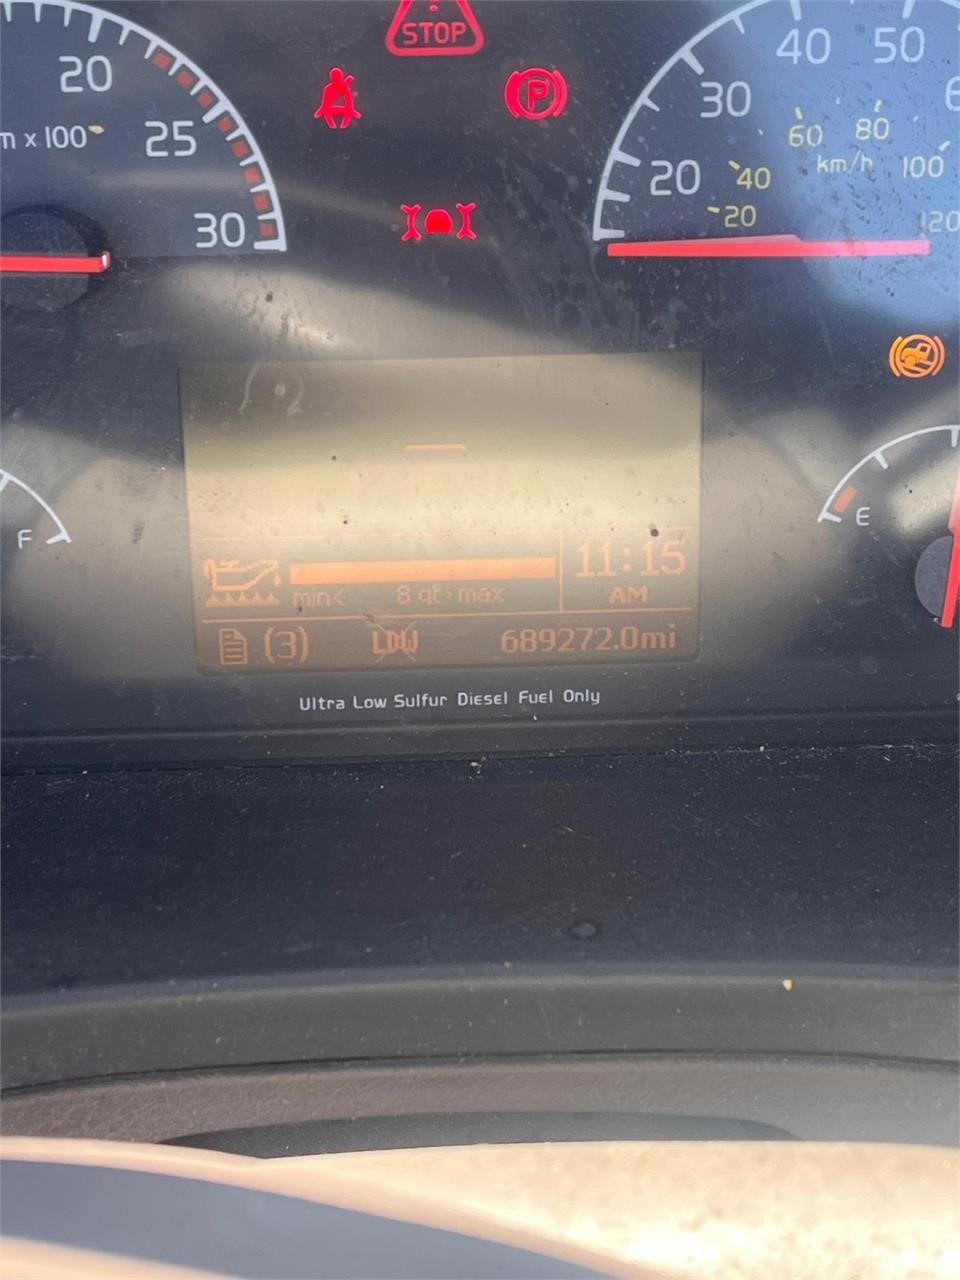 STOP
20
25
30
m x 100
P
20
30
40
50
20
40
60
80
100
120
km/h
F
E
11:15
AM
min< 8 qt >max
(3) LDW 689272.0mi
Ultra Low Sulfur Diesel Fuel Only